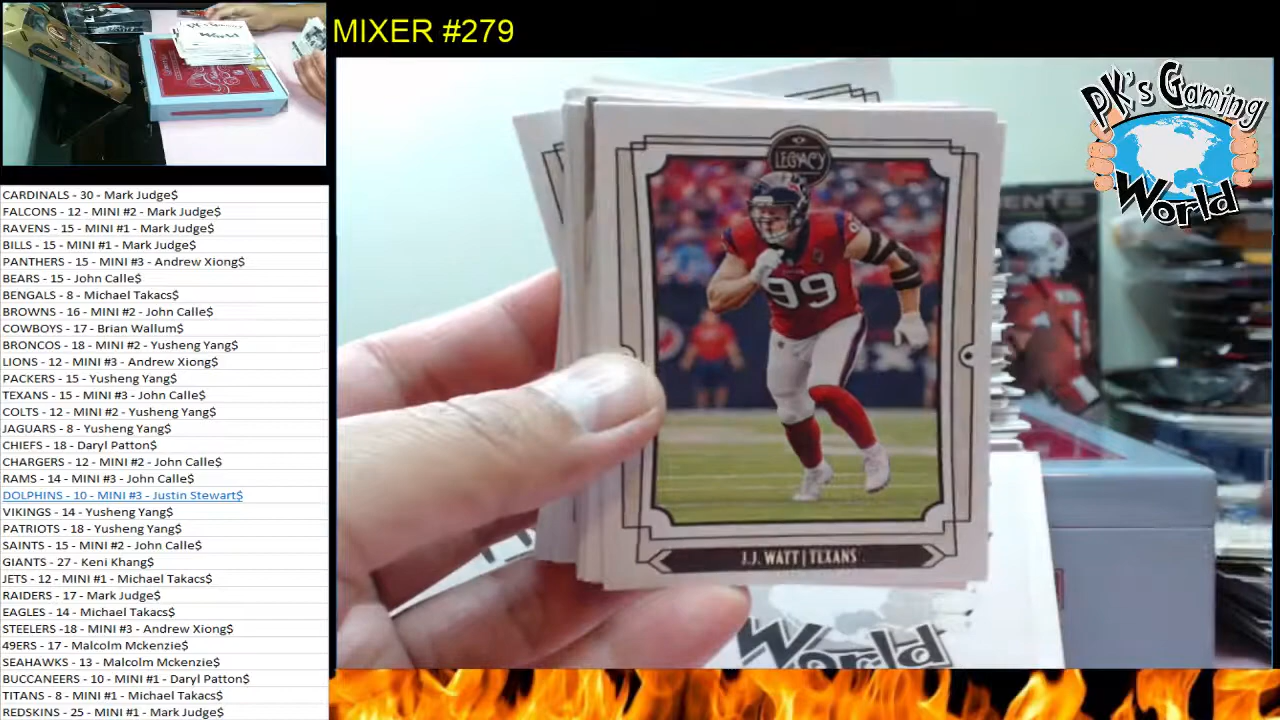 MIXER #279
PK's Gaming
World
CARDINALS - 30 - Mark Judge$
FALCONS - 12 - MINI #2 - Mark Judge$
RAVENS - 15 - MINI #1 - Mark Judge$
BILLS - 15 - MINI #1 - Mark Judge$
PANTHERS - 15 - MINI #3 - Andrew Xiong$
BEARS - 15 - John Calle$
BENGALS - 8 - Michael Takacs$
BROWNS - 16 - MINI #2 - John Calle$
COWBOYS - 17 - Brian Wallum$
BRONCOS - 18 - MINI #2 - Yusheng Yang$
LIONS - 12 - MINI #3 - Andrew Xiong$
PACKERS - 15 - Yusheng Yang$
TEXANS - 15 - MINI #3 - John Calle$
COLTS - 12 - MINI #2 - Yusheng Yang$
JAGUARS - 8 - Yusheng Yang$
CHIEFS - 18 - Daryl Patton$
CHARGERS - 12 - MINI #2 - John Calle$
RAMS - 14 - MINI #3 - John Calle$
DOLPHINS - 10 - MINI #3 - Justin Stewart$
VIKINGS - 14 - Yusheng Yang$
PATRIOTS - 18 - Yusheng Yang$
SAINTS - 15 - MINI #2 - John Calle$
GIANTS - 27 - Keni Khang$
JETS - 12 - MINI #1 - Michael Takacs$
RAIDERS - 17 - Mark Judge$
EAGLES - 14 - Michael Takacs$
STEELERS -18 - MINI #3 - Andrew Xiong$
49ERS - 17 - Malcolm Mckenzie$
SEAHAWKS - 13 - Malcolm Mckenzie$
BUCCANEERS - 10 - MINI #1 - Daryl Patton$
TITANS - 8 - MINI #1 - Michael Takacs$
REDSKINS - 25 - MINI #1 - Mark Judge$
LEGACY
99
J.J. WATT | TEXANS
World